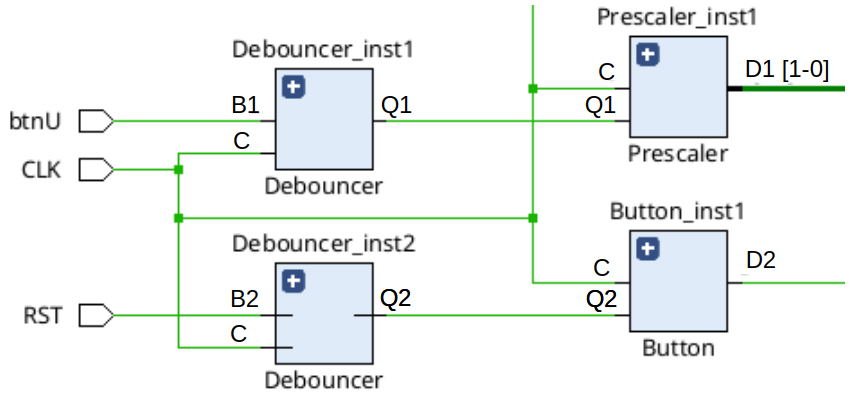 Prescaler_inst1
Debouncer_inst1
C
D1 [1-0]
B1
Q1
Q1
btnU
C
CLK
Prescaler
Debouncer
Button_inst1
Debouncer_inst2
C
D2
B2
Q2
Q2
RST
C
Button
Debouncer